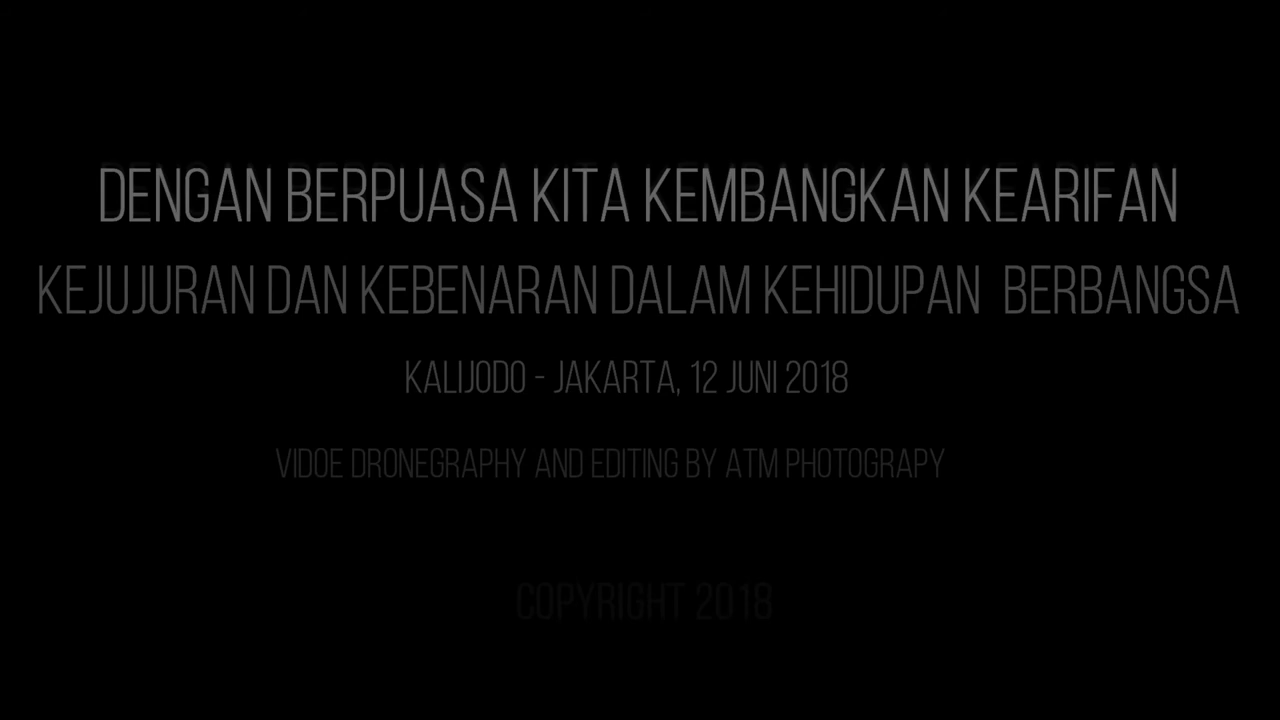 DENGAN BERPUASA KITA KEMBANGKAN KEARIFAN
KEJUJURAN DAN KEBENARAN DALAM KEHIDUPAN BERBANGSA
KALIJODO - JAKARTA, 12 JUNI 2018
VIDOE DRONEGRAPHY AND EDITING BY ATM PHOTOGRAPY
COPYRIGHT 2018